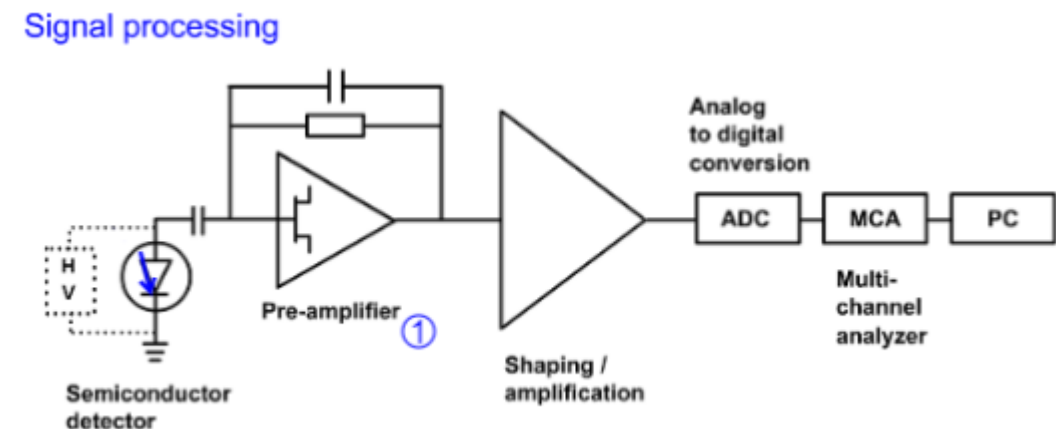 Signal processing
Analog
to digital
conversion
ADC
MCA
PC
H
V
Pre-amplifier
①
Multi-
channel
analyzer
Shaping /
amplification
Semiconductor
detector